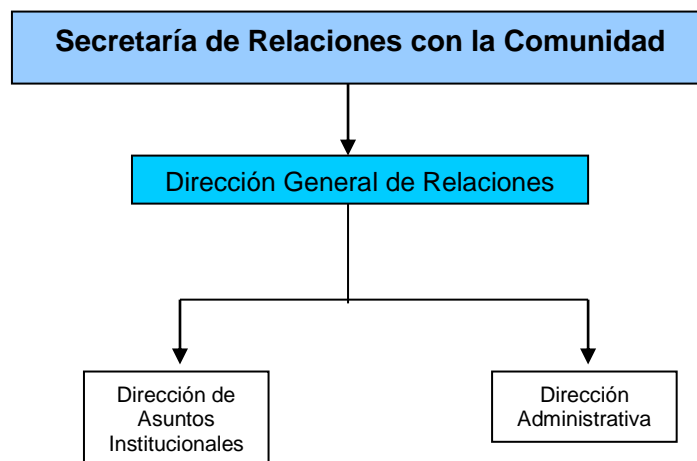 Secretaría de Relaciones con la Comunidad
Dirección General de Relaciones
Dirección de
Asuntos
Institucionales
Dirección
Administrativa